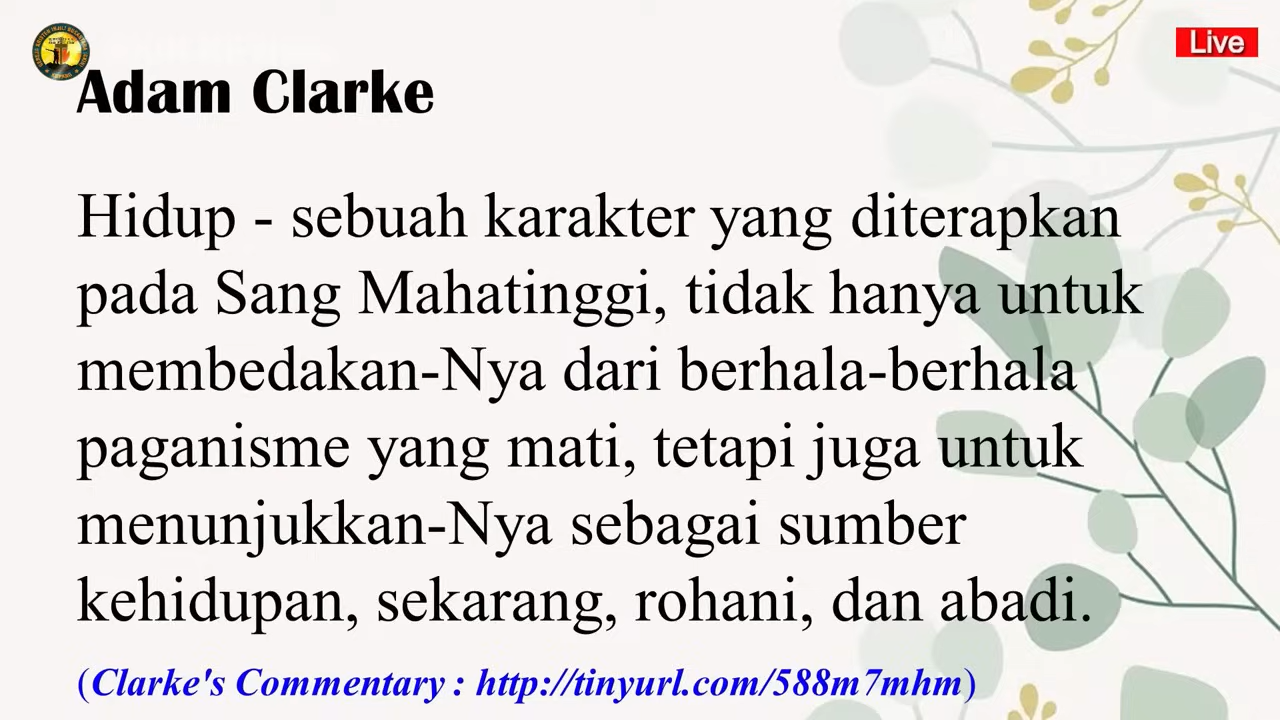 Live
Adam Clarke
Hidup - sebuah karakter yang diterapkan
pada Sang Mahatinggi, tidak hanya untuk
membedakan-Nya dari berhala-berhala
paganisme yang mati, tetapi juga untuk
menunjukkan-Nya sebagai sumber
kehidupan, sekarang, rohani, dan abadi.
(Clarke's Commentary : http://tinyurl.com/588m7mhm)